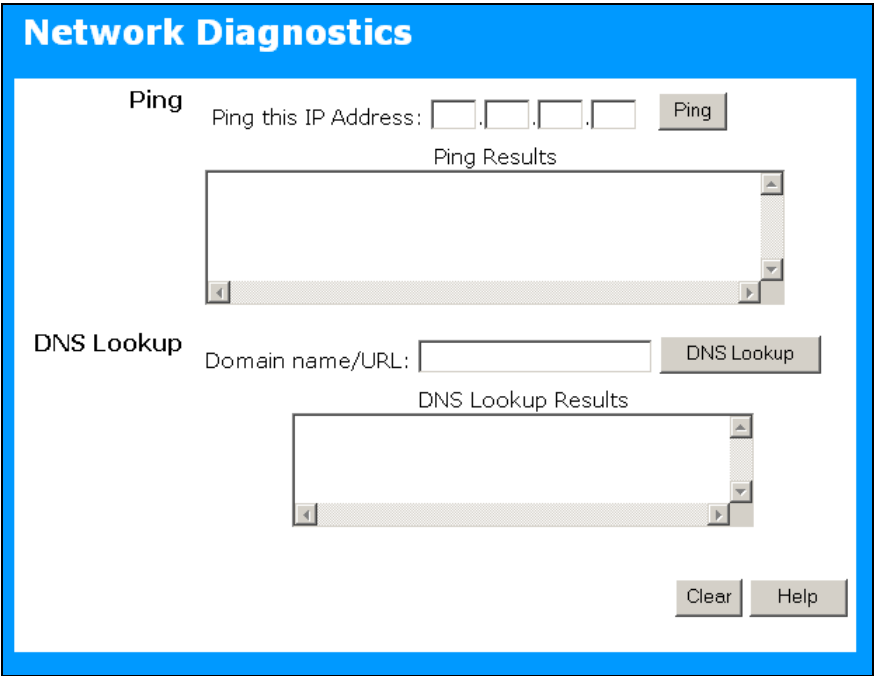 Network Diagnostics
Ping
Ping this IP Address: . . . Ping
Ping Results
DNS Lookup
Domain name/URL: DNS Lookup
DNS Lookup Results
Clear Help